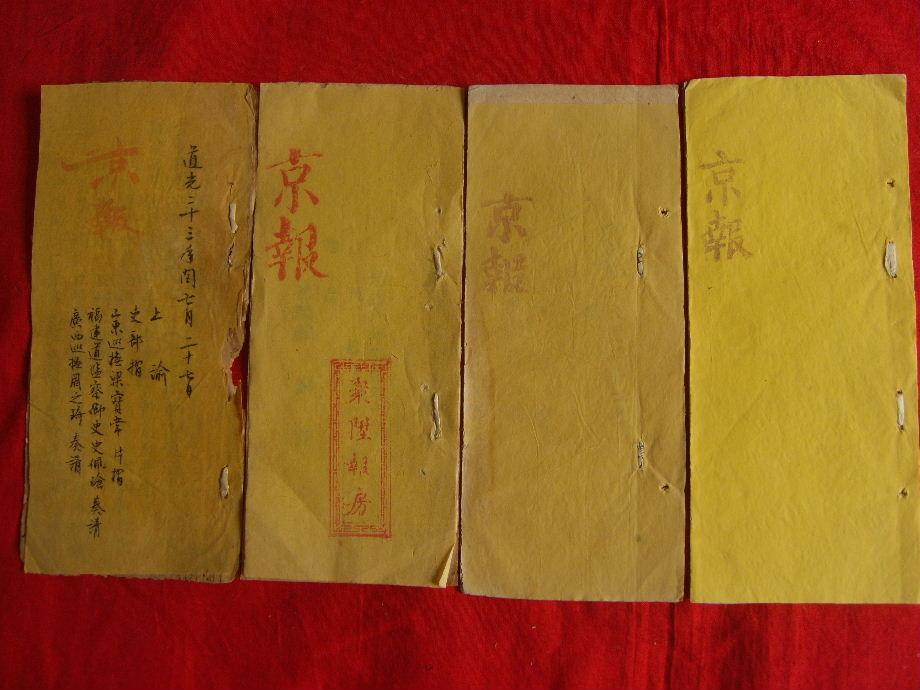 京報
道光二十三年閏七月二十七日
上諭
吏部摺
山東巡撫梁寶常 片摺
福建道監察御史史佩瑲 奏請
廣西巡撫周之琦 奏請
京報
聚陞報房
京報
京報